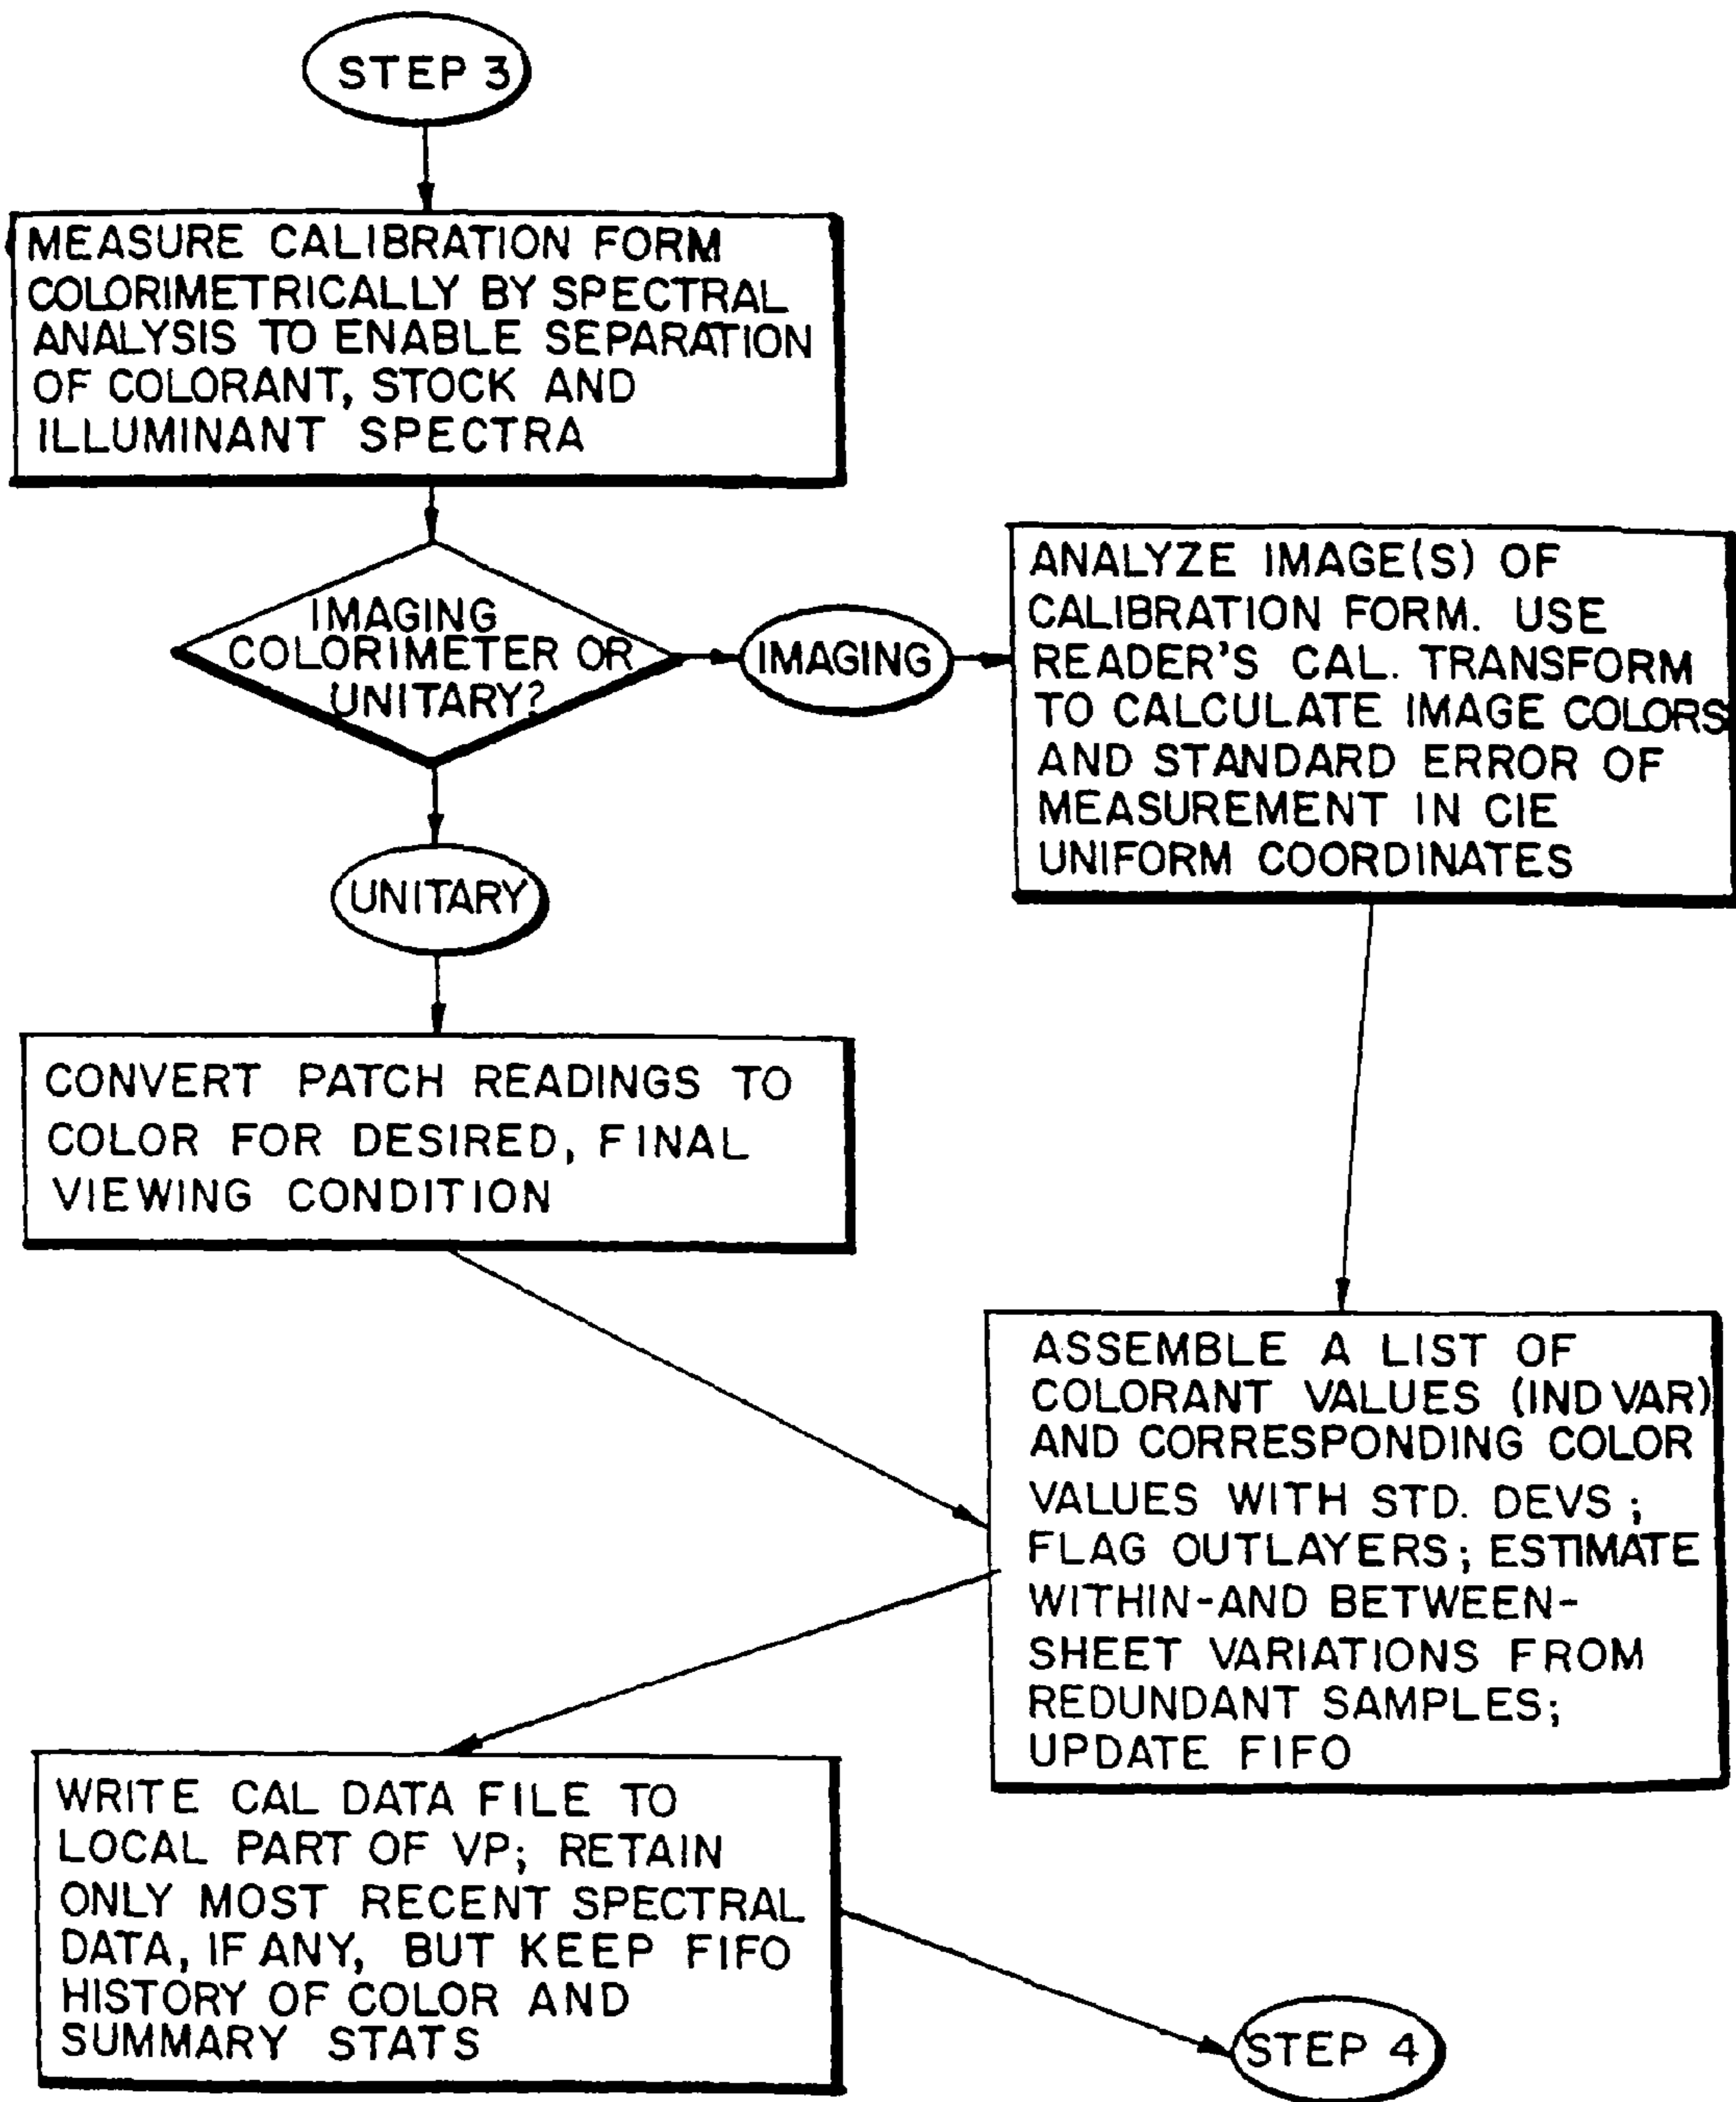 STEP 3
MEASURE CALIBRATION FORM
COLORIMETRICALLY BY SPECTRAL
ANALYSIS TO ENABLE SEPARATION
OF COLORANT, STOCK AND
ILLUMINANT SPECTRA
IMAGING
COLORIMETER OR
UNITARY?
IMAGING
ANALYZE IMAGE(S) OF
CALIBRATION FORM. USE
READER'S CAL. TRANSFORM
TO CALCULATE IMAGE COLORS
AND STANDARD ERROR OF
MEASUREMENT IN CIE
UNIFORM COORDINATES
UNITARY
CONVERT PATCH READINGS TO
COLOR FOR DESIRED, FINAL
VIEWING CONDITION
ASSEMBLE A LIST OF
COLORANT VALUES (IND VAR)
AND CORRESPONDING COLOR
VALUES WITH STD. DEVS ;
FLAG OUTLAYERS; ESTIMATE
WITHIN-AND BETWEEN-
SHEET VARIATIONS FROM
REDUNDANT SAMPLES;
UPDATE FIFO
WRITE CAL DATA FILE TO
LOCAL PART OF VP; RETAIN
ONLY MOST RECENT SPECTRAL
DATA, IF ANY, BUT KEEP FIFO
HISTORY OF COLOR AND
SUMMARY STATS
STEP 4